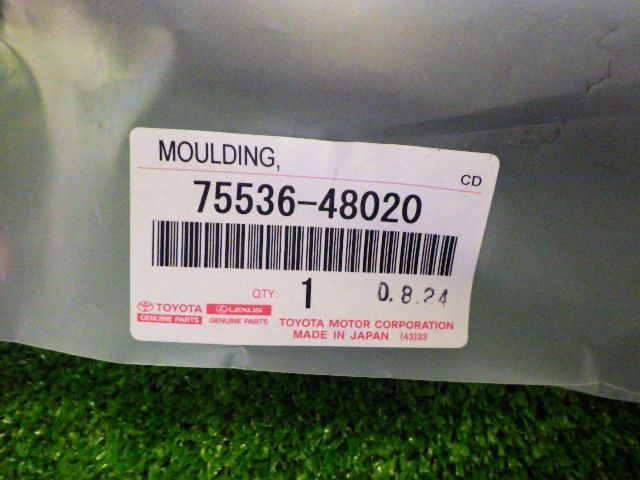 MOULDING,
CD
75536-48020
QTY: 1 0.8.24
TOYOTA LEXUS
GENUINE PARTS GENUINE PARTS
TOYOTA MOTOR CORPORATION
MADE IN JAPAN (43)33